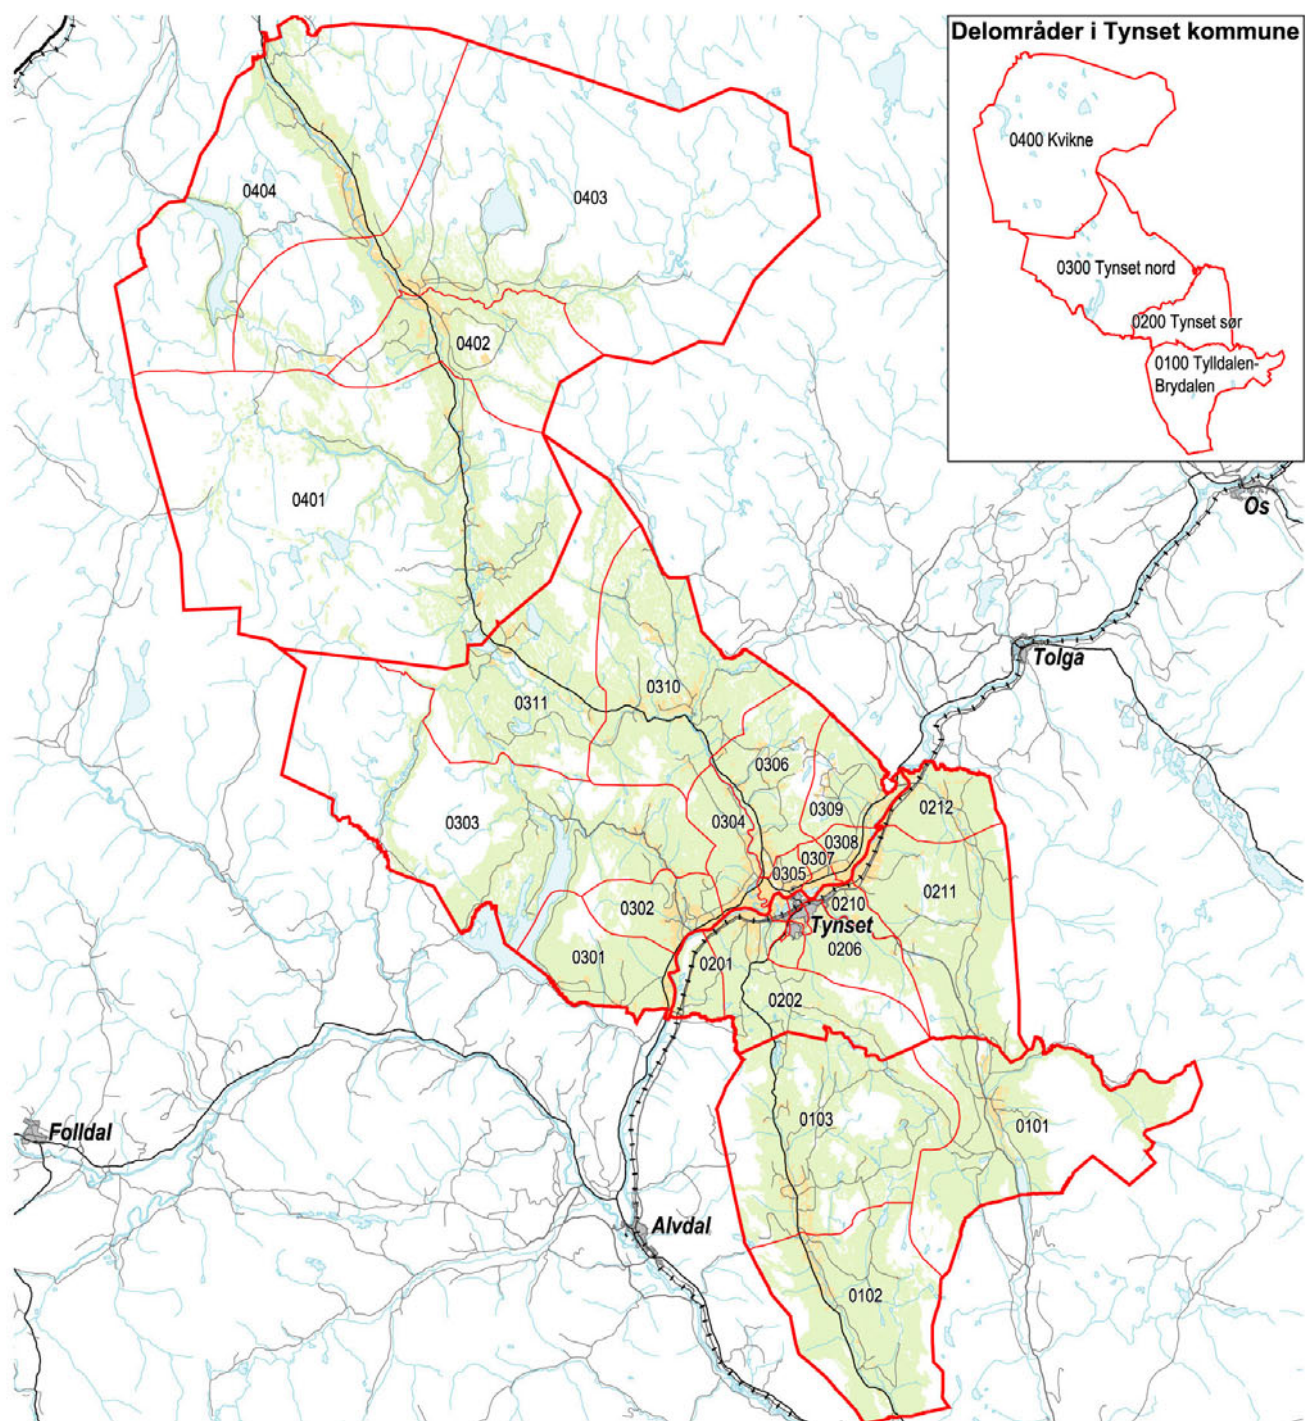 Delområder i Tynset kommune
0400 Kvikne
0300 Tynset nord
0200 Tynset sør
0100 Tylldalen-
Brydalen
0404
0403
0402
0401
Os
Tolga
0310
0311
0306
0309
0212
0304
0303
0308
0307
0305
0211
0210
0302
Tynset
0206
0301
0201
0202
0103
0101
Folldal
Alvdal
0102